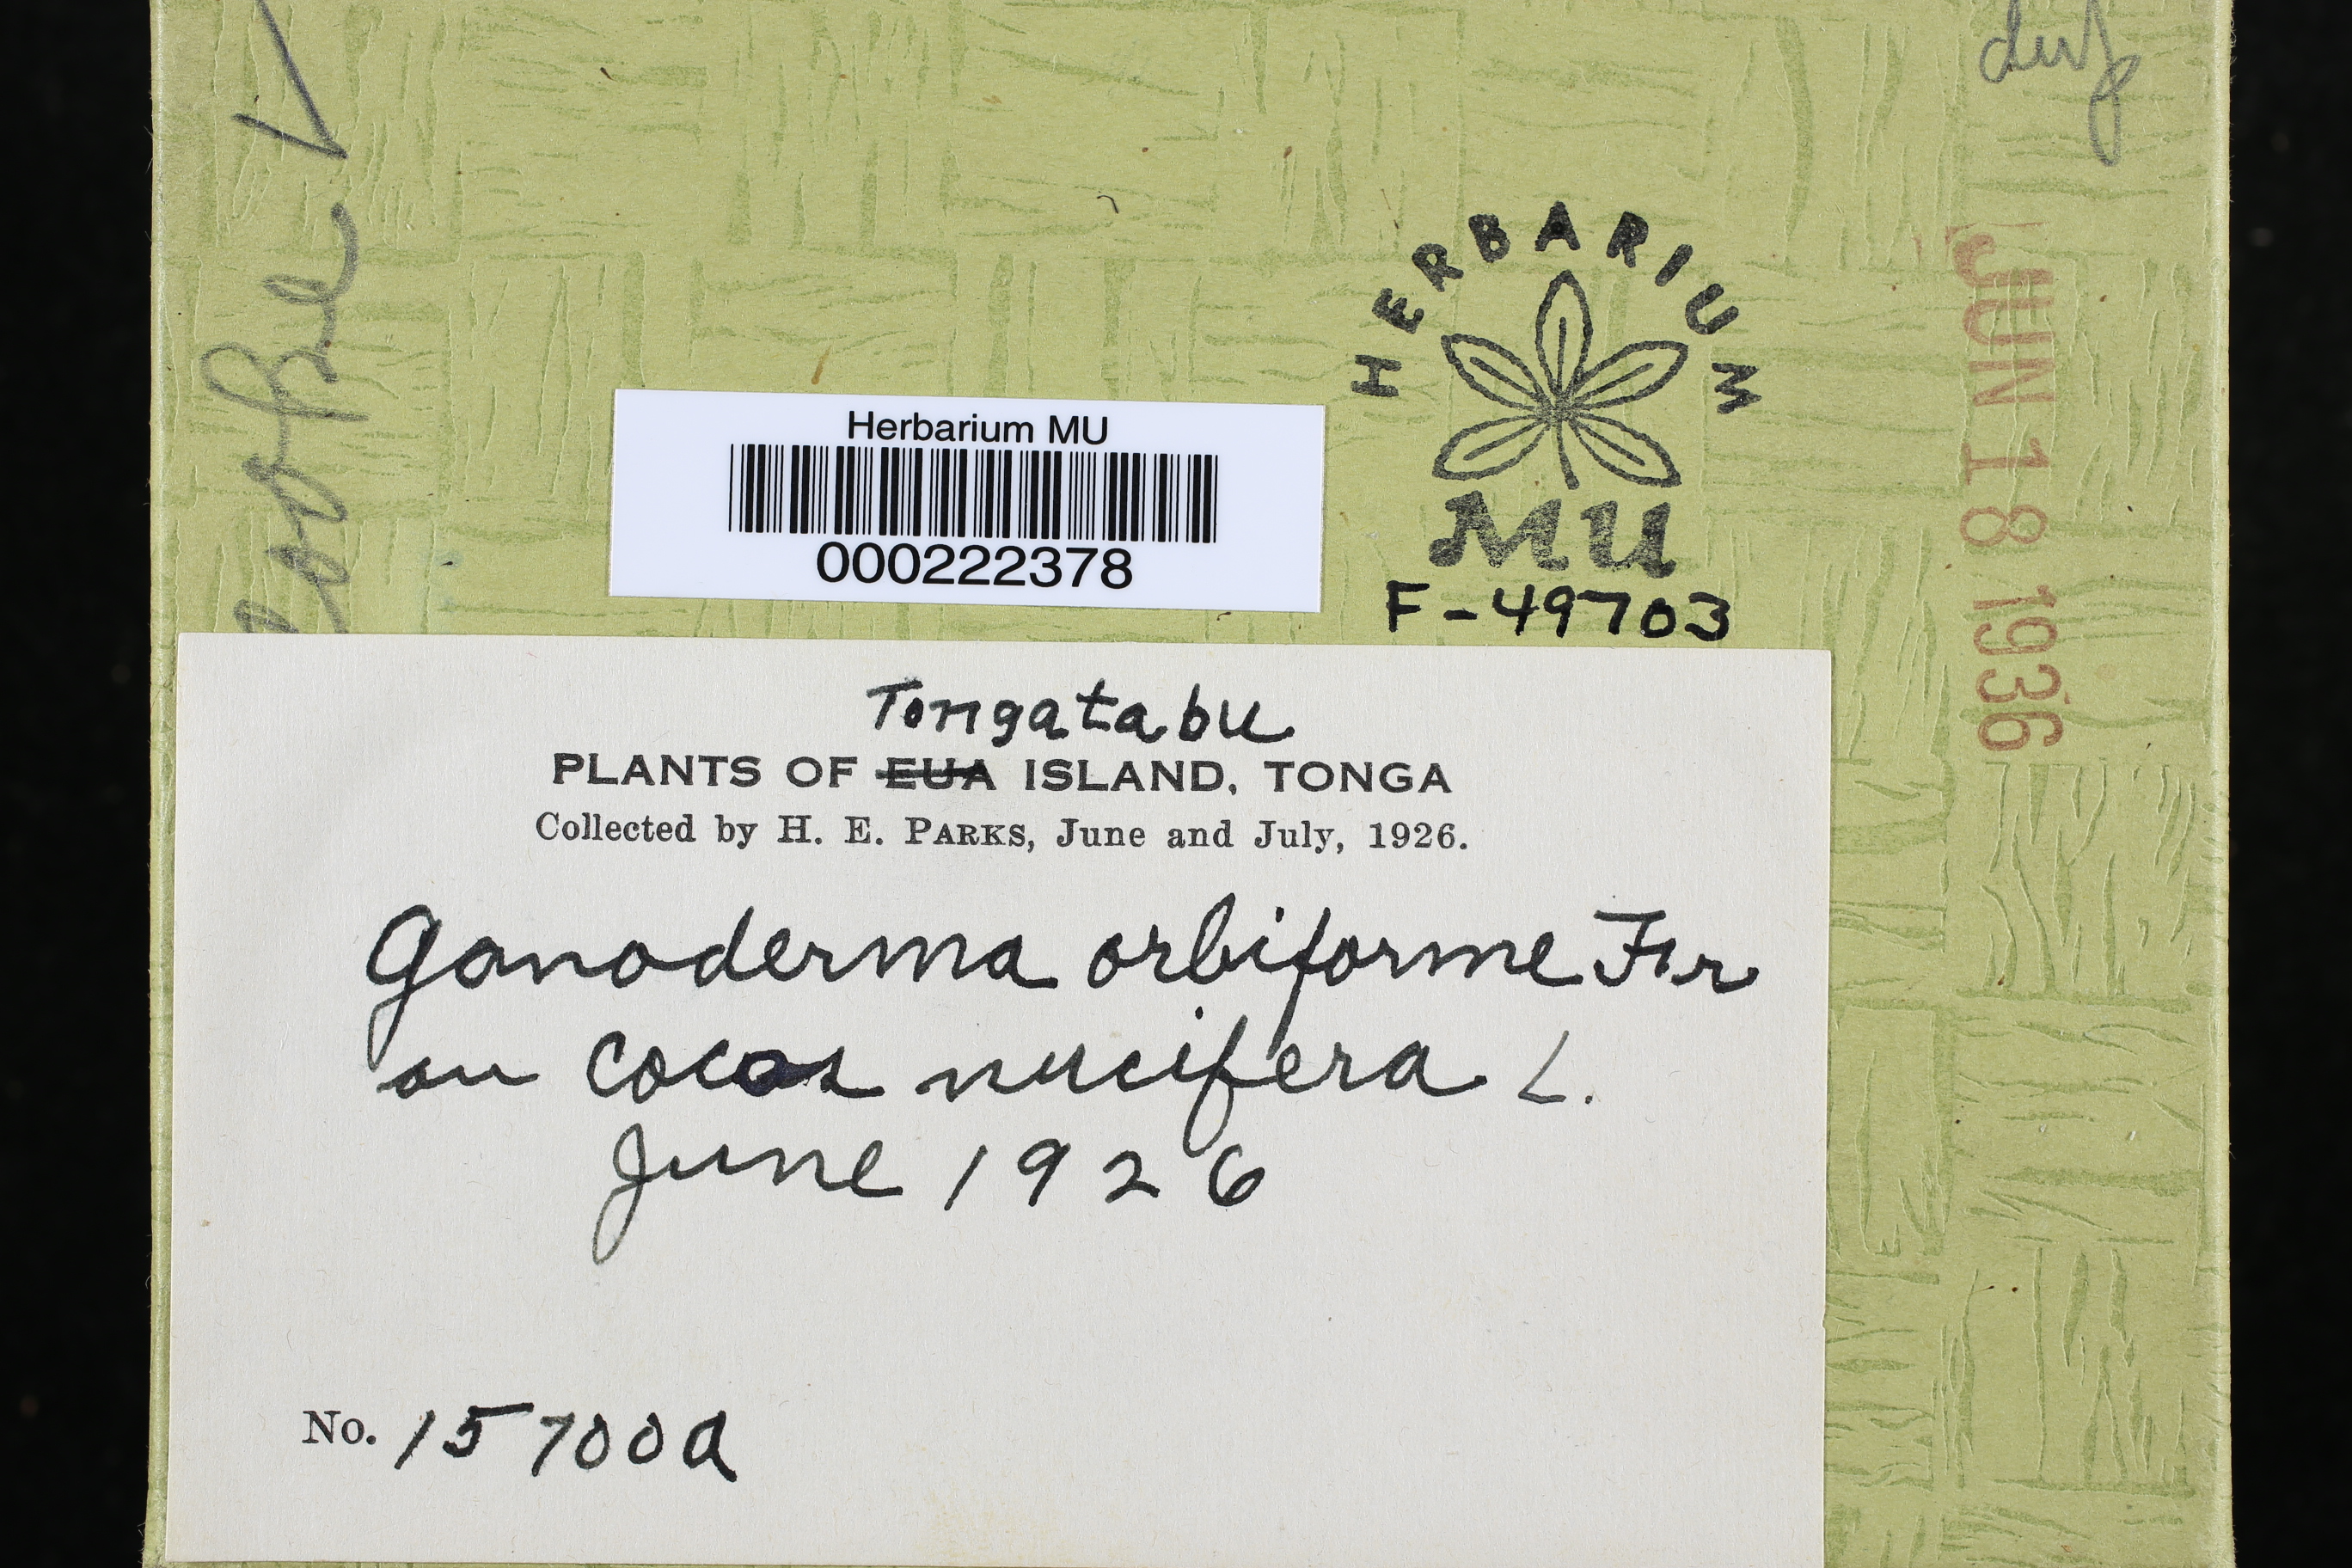 HERBARIUM
MU
F-49703
JUN 18 1936
Herbarium MU
000222378
Tongatabu
PLANTS OF EUA ISLAND, TONGA
Collected by H. E. PARKS, June and July, 1926.
Ganoderma orbiforme Fr
on Cocos nucifera L.
June 1926
No. 15700a